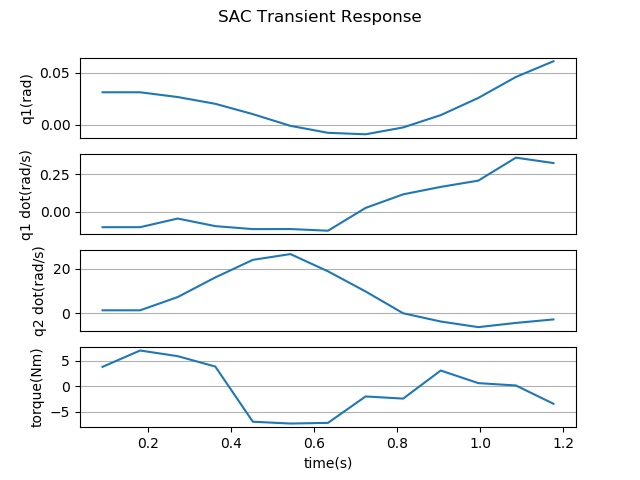 SAC Transient Response
0.05
0.00
q1(rad)
0.25
0.00
q1 dot(rad/s)
20
0
q2 dot(rad/s)
5
0
−5
torque(Nm)
0.2 0.4 0.6 0.8 1.0 1.2
time(s)